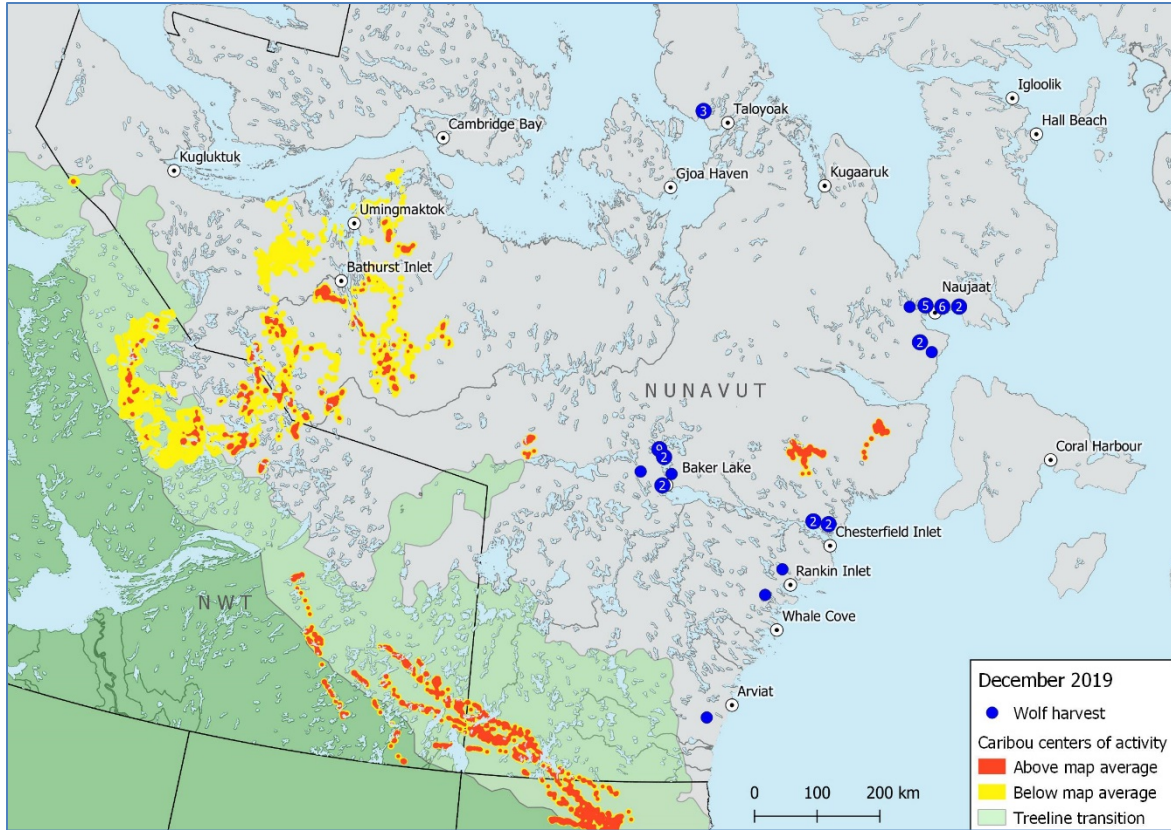 Igloolik
Taloyoak
3
Hall Beach
Cambridge Bay
Kugluktuk
Gjoa Haven
Kugaaruk
Umingmaktok
Bathurst Inlet
Naujaat
5 6 2
2
NUNAVUT
Coral Harbour
2
Baker Lake
2
2 2
Chesterfield Inlet
Rankin Inlet
NWT
Whale Cove
Arviat
December 2019
Wolf harvest
Caribou centers of activity
Above map average
Below map average
Treeline transition
0 100 200 km